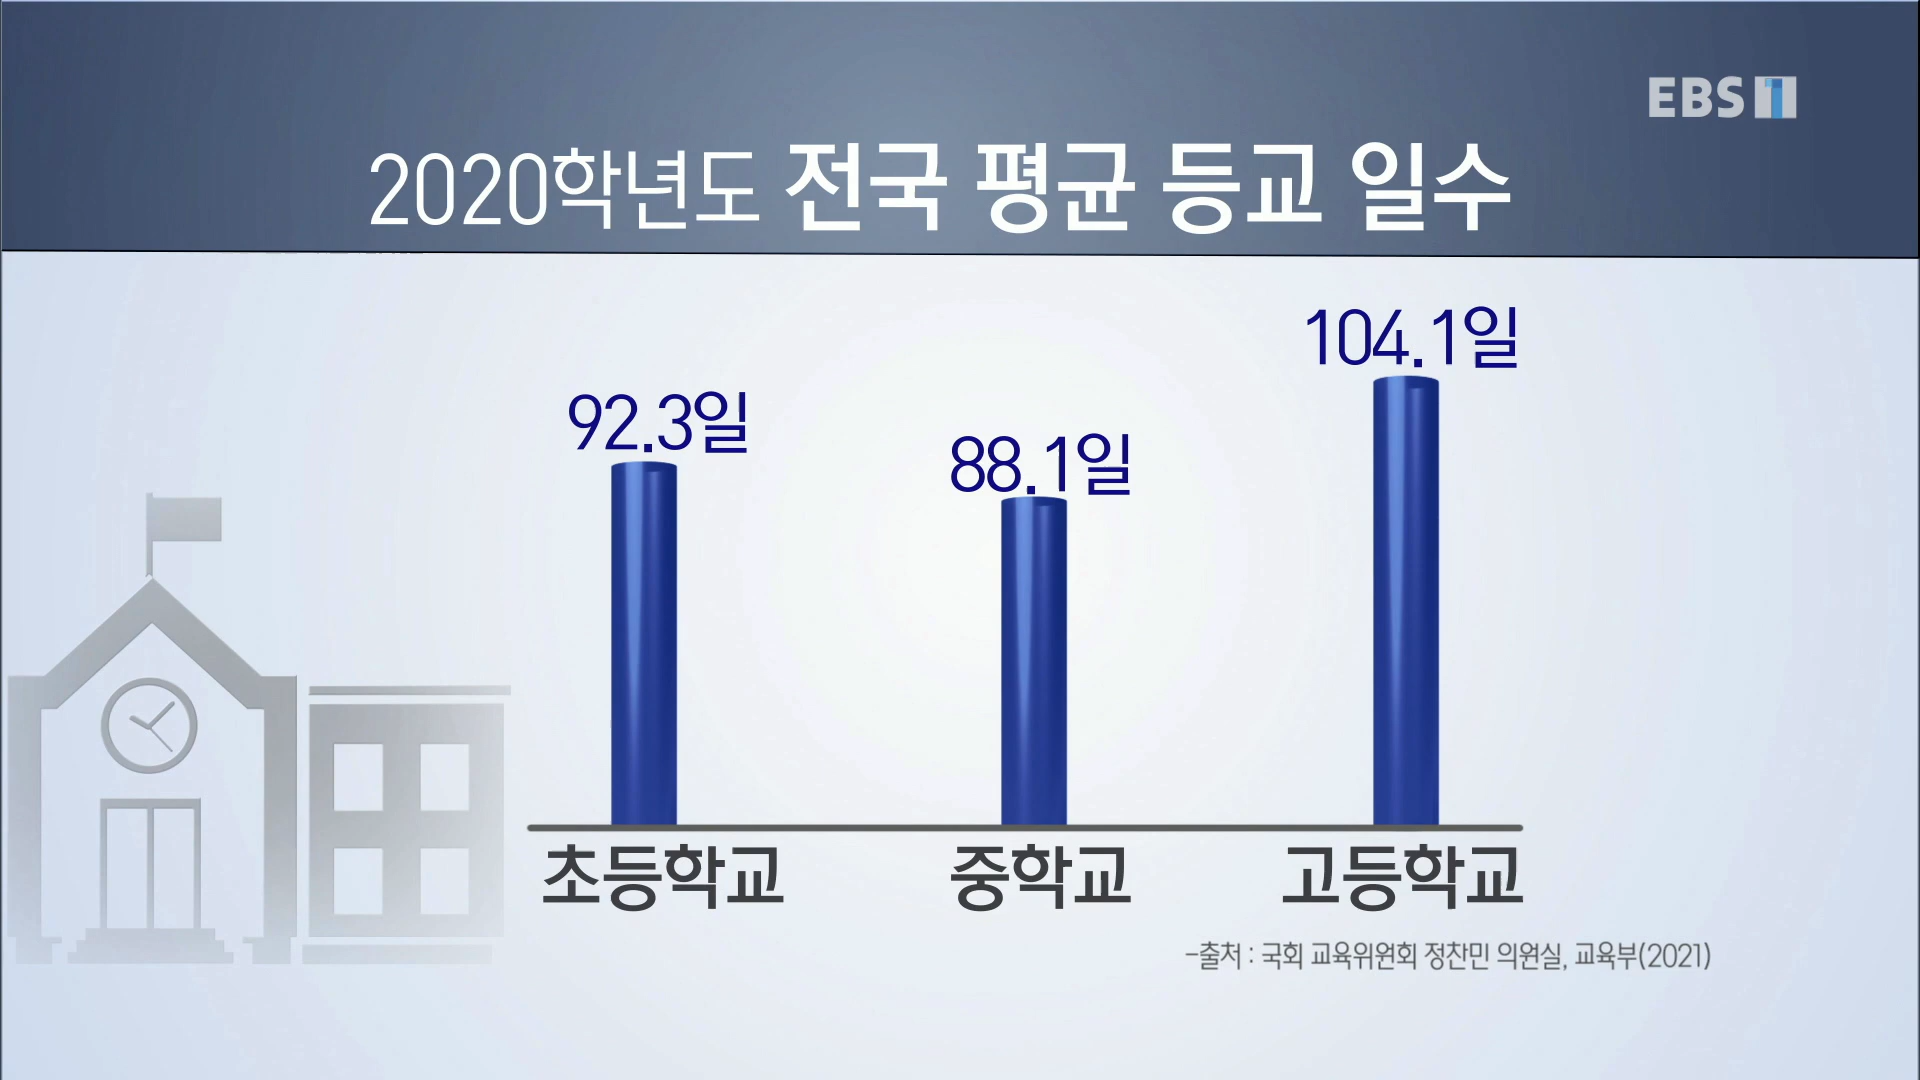 EBS 1
2020학년도 전국 평균 등교 일수
92.3일
88.1일
104.1일
초등학교
중학교
고등학교
-출처 : 국회 교육위원회 정찬민 의원실, 교육부(2021)